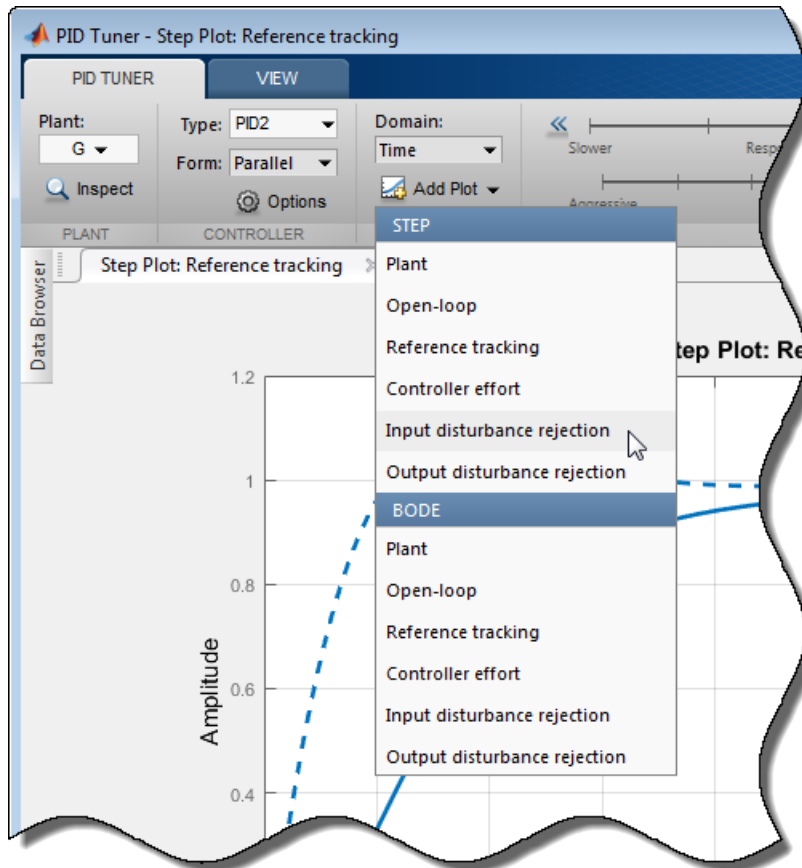 PID Tuner - Step Plot: Reference tracking
PID TUNER VIEW
Plant: Type: PID2 Domain:
G Form: Parallel Time Slower
Inspect Options Add Plot Aggressive
PLANT CONTROLLER
Data Browser
Step Plot: Reference tracking
STEP
Plant
Open-loop
Reference tracking
Controller effort
Input disturbance rejection
Output disturbance rejection
BODE
Plant
Open-loop
Reference tracking
Controller effort
Input disturbance rejection
Output disturbance rejection
tep Plot: Re
Amplitude
1.2
1
0.8
0.6
0.4